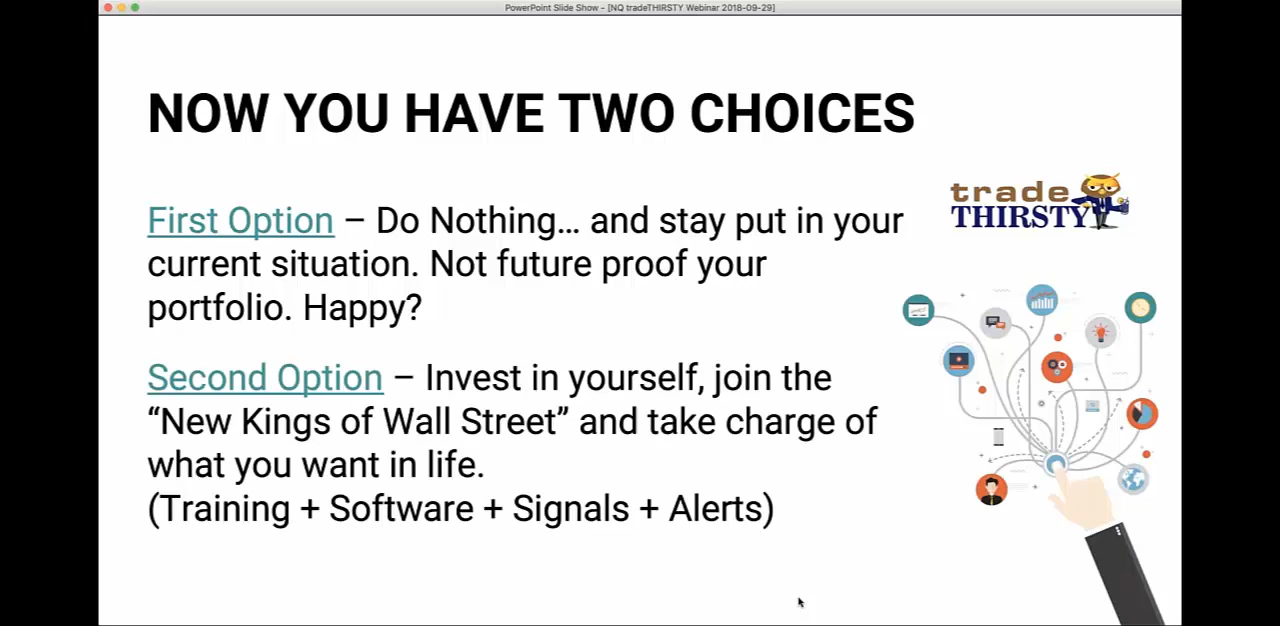 PowerPoint Slide Show - [NQ tradeTHIRSTY Webinar 2018-09-29]
NOW YOU HAVE TWO CHOICES
trade
THIRSTY
First Option – Do Nothing... and stay put in your
current situation. Not future proof your
portfolio. Happy?
Second Option – Invest in yourself, join the
“New Kings of Wall Street” and take charge of
what you want in life.
(Training + Software + Signals + Alerts)